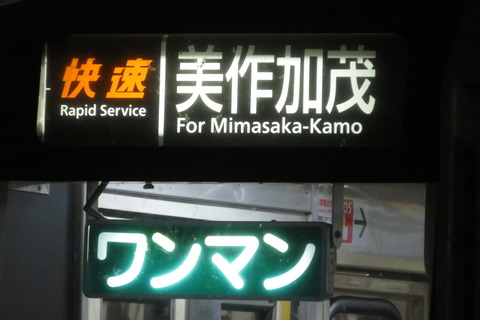 快速 美作加茂
Rapid Service For Mimasaka-Kamo
ワンマン